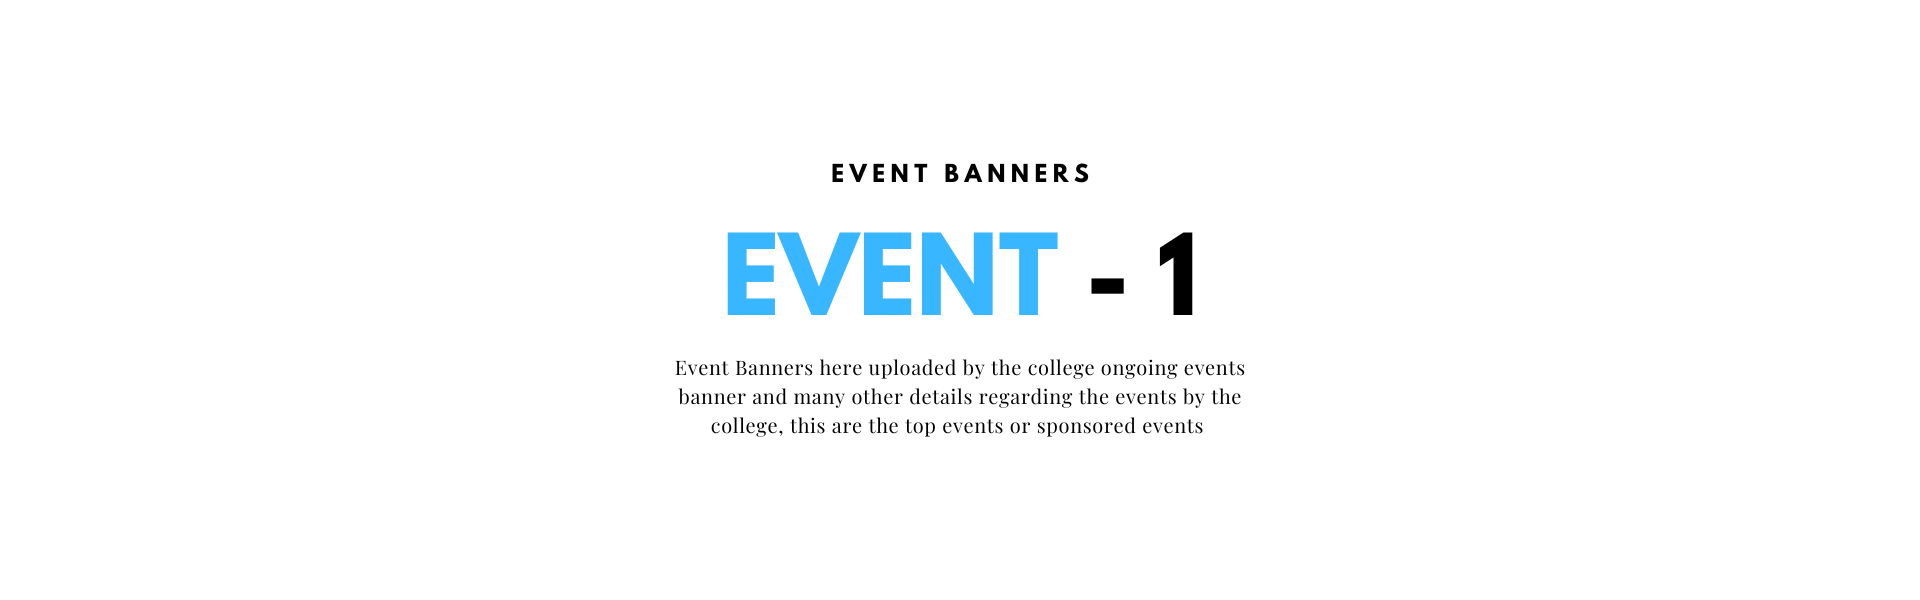 EVENT BANNERS
EVENT - 1
Event Banners here uploaded by the college ongoing events
banner and many other details regarding the events by the
college, this are the top events or sponsored events